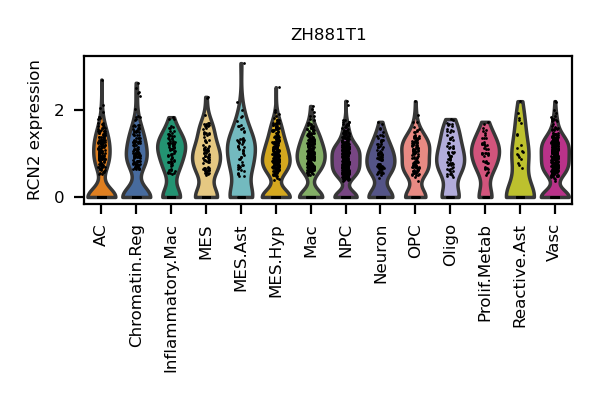 ZH881T1
RCN2 expression
2
0
AC
Chromatin.Reg
Inflammatory.Mac
MES
MES.Ast
MES.Hyp
Mac
NPC
Neuron
OPC
Oligo
Prolif.Metab
Reactive.Ast
Vasc